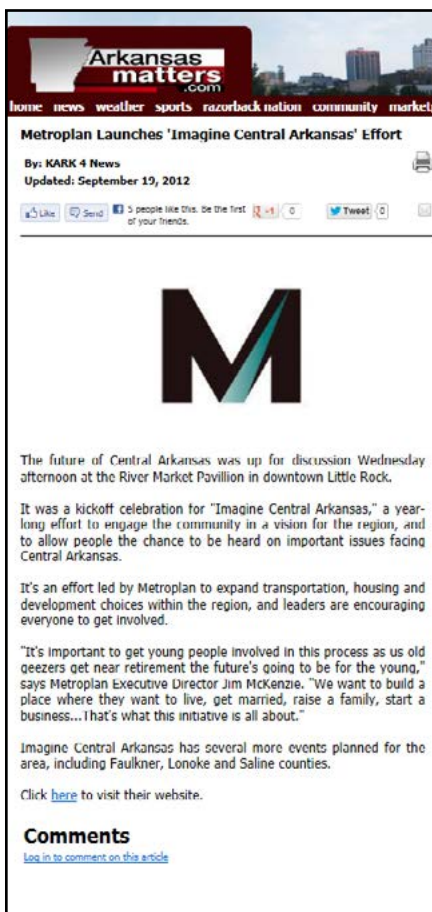 Arkansas
matters
.com
home news weather sports razorback nation community market
Metroplan Launches 'Imagine Central Arkansas' Effort
By: KARK 4 News
Updated: September 19, 2012
Like Send 5 people like this. Be the first +1 0 Tweet 0
of your friends.
M
The future of Central Arkansas was up for discussion Wednesday
afternoon at the River Market Pavillion in downtown Little Rock.
It was a kickoff celebration for "Imagine Central Arkansas," a year-
long effort to engage the community in a vision for the region, and
to allow people the chance to be heard on important issues facing
Central Arkansas.
It's an effort led by Metroplan to expand transportation, housing and
development choices within the region, and leaders are encouraging
everyone to get involved.
"It's important to get young people involved in this process as us old
geezers get near retirement the future's going to be for the young,"
says Metroplan Executive Director Jim McKenzie. "We want to build a
place where they want to live, get married, raise a family, start a
business...That's what this initiative is all about."
Imagine Central Arkansas has several more events planned for the
area, including Faulkner, Lonoke and Saline counties.
Click here to visit their website.
Comments
Log in to comment on this article